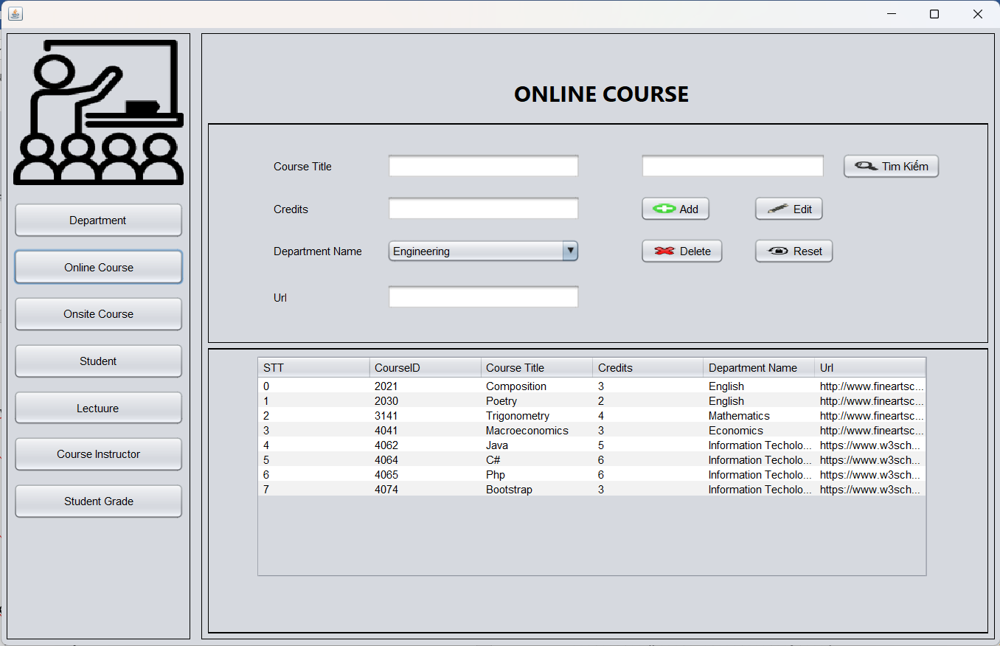 ONLINE COURSE
Department
Online Course
Onsite Course
Student
Lectuure
Course Instructor
Student Grade
Course Title
Tìm Kiếm
Credits
Add Edit
Department Name Engineering
Delete Reset
Url
STT CourseID Course Title Credits Department Name Url
0 2021 Composition 3 English http://www.fineartsc...
1 2030 Poetry 2 English http://www.fineartsc...
2 3141 Trigonometry 4 Mathematics http://www.fineartsc...
3 4041 Macroeconomics 3 Economics http://www.fineartsc...
4 4062 Java 5 Information Techolo... https://www.w3sch...
5 4064 C# 6 Information Techolo... https://www.w3sch...
6 4065 Php 6 Information Techolo... https://www.w3sch...
7 4074 Bootstrap 3 Information Techolo... https://www.w3sch...